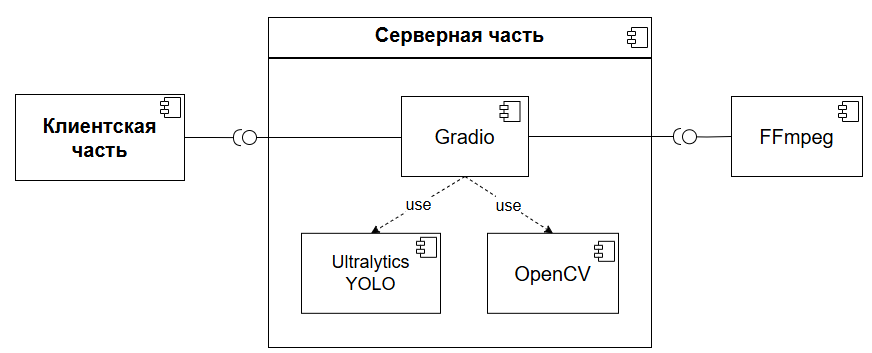 Серверная часть
Клиентская
часть
Gradio
FFmpeg
use
use
Ultralytics
YOLO
OpenCV